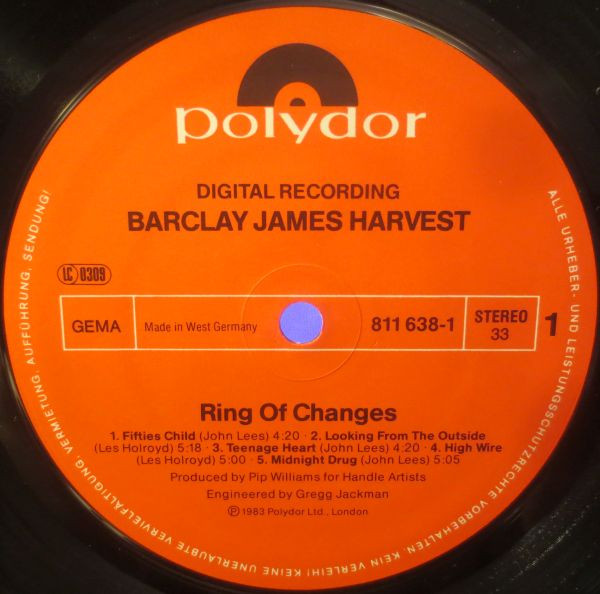 polydor
DIGITAL RECORDING
BARCLAY JAMES HARVEST
LC 0309
GEMA
Made in West Germany
811 638-1
STEREO
33
1
Ring Of Changes
1. Fifties Child (John Lees) 4:20 · 2. Looking From The Outside
(Les Holroyd) 5:18 · 3. Teenage Heart (John Lees) 4:20 · 4. High Wire
(Les Holroyd) 5:00 · 5. Midnight Drug (John Lees) 5:05
Produced by Pip Williams for Handle Artists
Engineered by Gregg Jackman
℗ 1983 Polydor Ltd., London
ALLE URHEBER- UND LEISTUNGSSCHUTZRECHTE VORBEHALTEN. KEIN VERLEIH! KEINE UNERLAUBTE VERVIELFÄLTIGUNG, VERMIETUNG, AUFFÜHRUNG, SENDUNG!